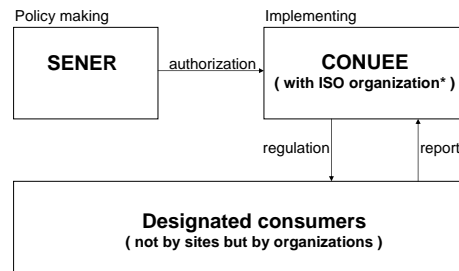 Policy making
Implementing
SENER
authorization
CONUEE
( with ISO organization* )
regulation
report
Designated consumers
( not by sites but by organizations )